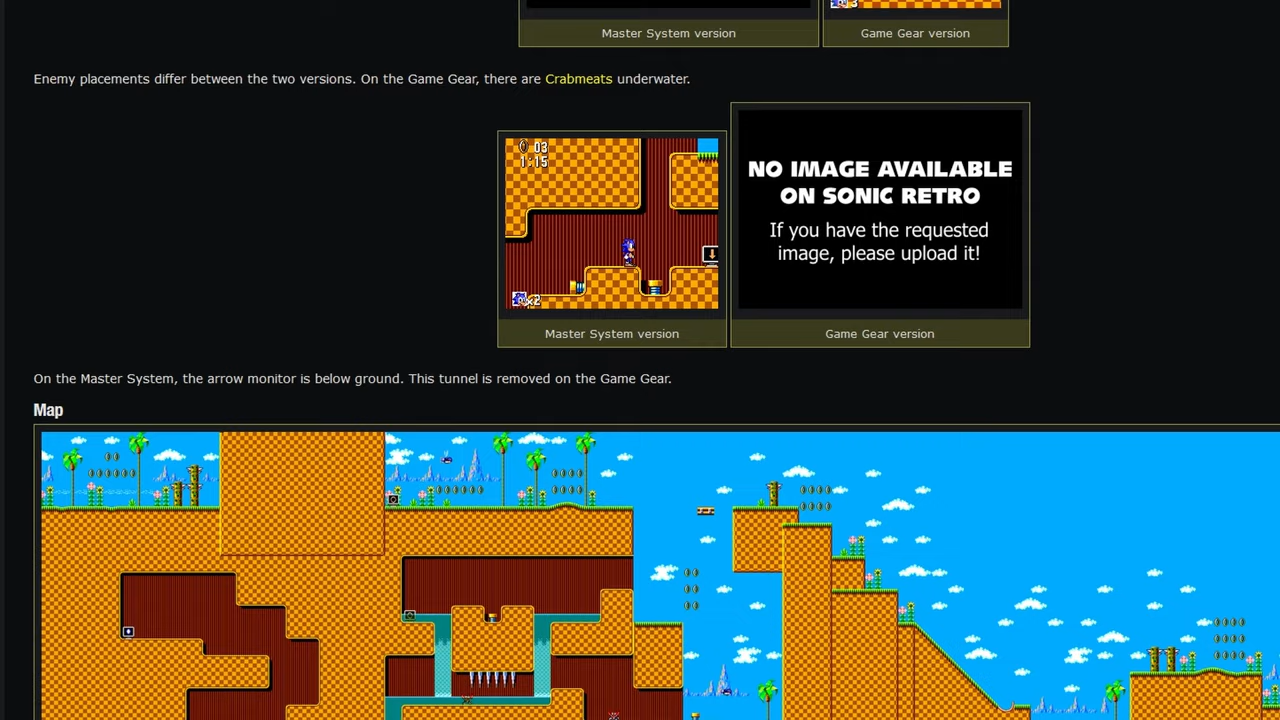 3
Master System version
Game Gear version
Enemy placements differ between the two versions. On the Game Gear, there are Crabmeats underwater.
03
1:15
x2
Master System version
NO IMAGE AVAILABLE
ON SONIC RETRO
If you have the requested
image, please upload it!
Game Gear version
On the Master System, the arrow monitor is below ground. This tunnel is removed on the Game Gear.
Map